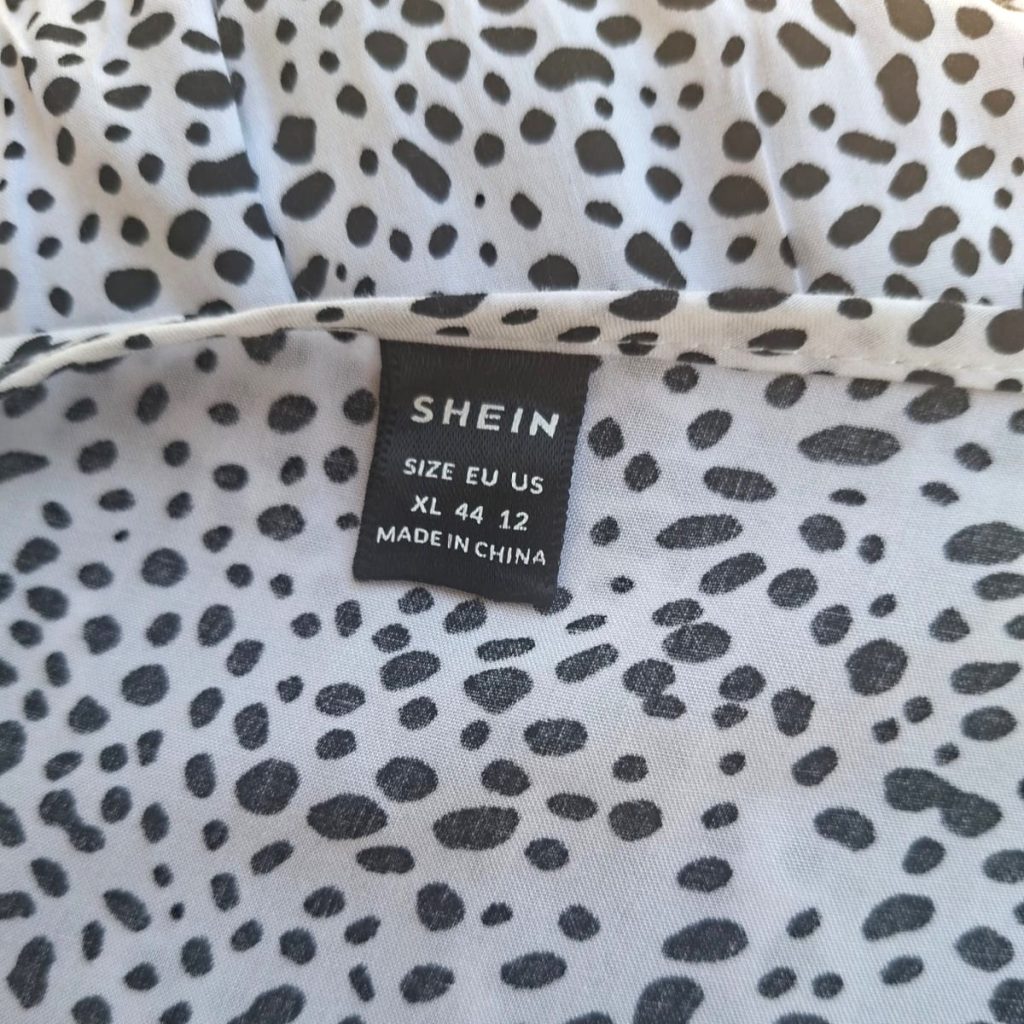 SHEIN
SIZE EU US
XL 44 12
MADE IN CHINA